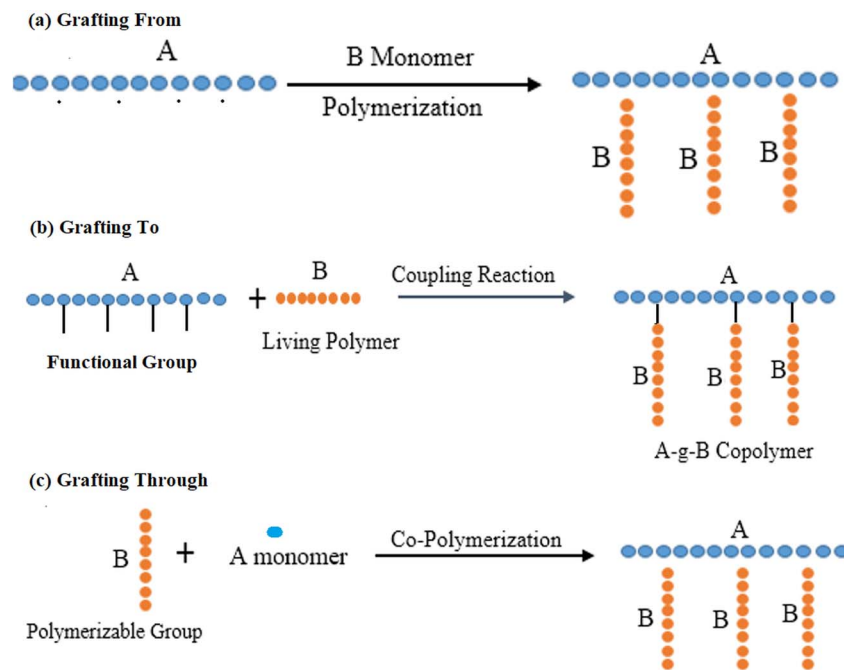 (a) Grafting From
A
B Monomer
Polymerization
A
B
B
B
(b) Grafting To
A
+
B
Coupling Reaction
A
Functional Group
Living Polymer
B
B
B
A-g-B Copolymer
(c) Grafting Through
B
+
A monomer
Co-Polymerization
A
Polymerizable Group
B
B
B